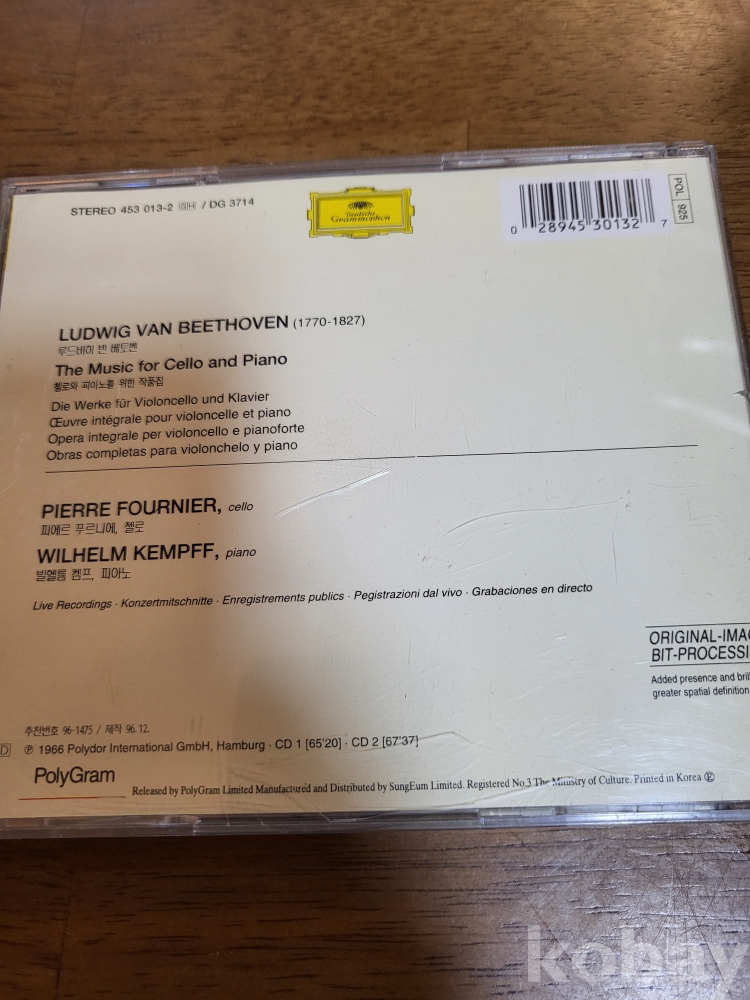 STEREO 453 013-2 GH / DG 3714
Deutsche
Grammophon
0 28945 30132 7
POL 925
LUDWIG VAN BEETHOVEN (1770-1827)
루드비히 반 베토벤
The Music for Cello and Piano
첼로와 피아노를 위한 작품집
Die Werke für Violoncello und Klavier
Œuvre intégrale pour violoncelle et piano
Opera integrale per violoncello e pianoforte
Obras completas para violonchelo y piano
PIERRE FOURNIER, cello
피에르 푸르니에, 첼로
WILHELM KEMPFF, piano
빌헬름 켐프, 피아노
Live Recordings · Konzertmitschnitte · Enregistrements publics · Pegistrazioni dal vivo · Grabaciones en directo
ORIGINAL-IMAG
BIT-PROCESSI
Added presence and bril
greater spatial definition
추천번호 96-1475 / 제작 96.12.
D ℗ 1966 Polydor International GmbH, Hamburg · CD 1 [65'20] · CD 2 [67'37]
PolyGram
Released by PolyGram Limited Manufactured and Distributed by SungEum Limited. Registered No.3 The Ministry of Culture. Printed in Korea Ⓔ
kobay